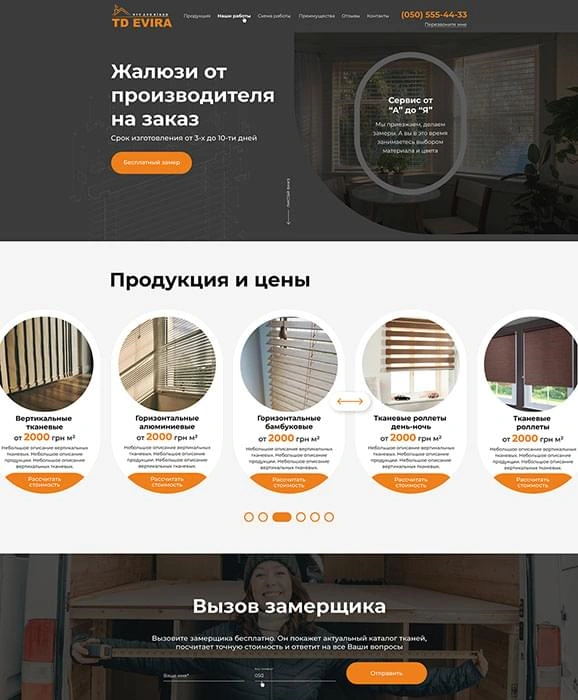 все для вікон
TD EVIRA
Продукция Наши работы Схема работы Преимущества Отзывы Контакты
(050) 555-44-33
Перезвоните мне
Жалюзи от
производителя
на заказ
Срок изготовления от 3-х до 10-ти дней
Бесплатный замер
Сервис от
“А” до “Я”
Мы приезжаем, делаем
замеры. А вы в это время
занимаетесь выбором
материала и цвета
ЛИСТАЙ ВНИЗ
Продукция и цены
Вертикальные
тканевые
от 2000 грн м²
Небольшое описание вертикальных
тканевых. Небольшое описание
продукции. Небольшое описание
вертикальных тканевых.
Рассчитать
стоимость
Горизонтальные
алюминиевые
от 2000 грн м²
Небольшое описание вертикальных
тканевых. Небольшое описание
продукции. Небольшое описание
вертикальных тканевых.
Рассчитать
стоимость
Горизонтальные
бамбуковые
от 2000 грн м²
Небольшое описание вертикальных
тканевых. Небольшое описание
продукции. Небольшое описание
вертикальных тканевых.
Рассчитать
стоимость
Тканевые роллеты
день-ночь
от 2000 грн м²
Небольшое описание вертикальных
тканевых. Небольшое описание
продукции. Небольшое описание
вертикальных тканевых.
Рассчитать
стоимость
Тканевые
роллеты
от 2000 грн м²
Небольшое описание вертикальных
тканевых. Небольшое описание
продукции. Небольшое описание
вертикальных тканевых.
Рассчитать
стоимость
Вызов замерщика
Вызовите замерщика бесплатно. Он покажет актуальный каталог тканей,
посчитает точную стоимость и ответит на все Ваши вопросы
Ваше имя*
050
Отправить